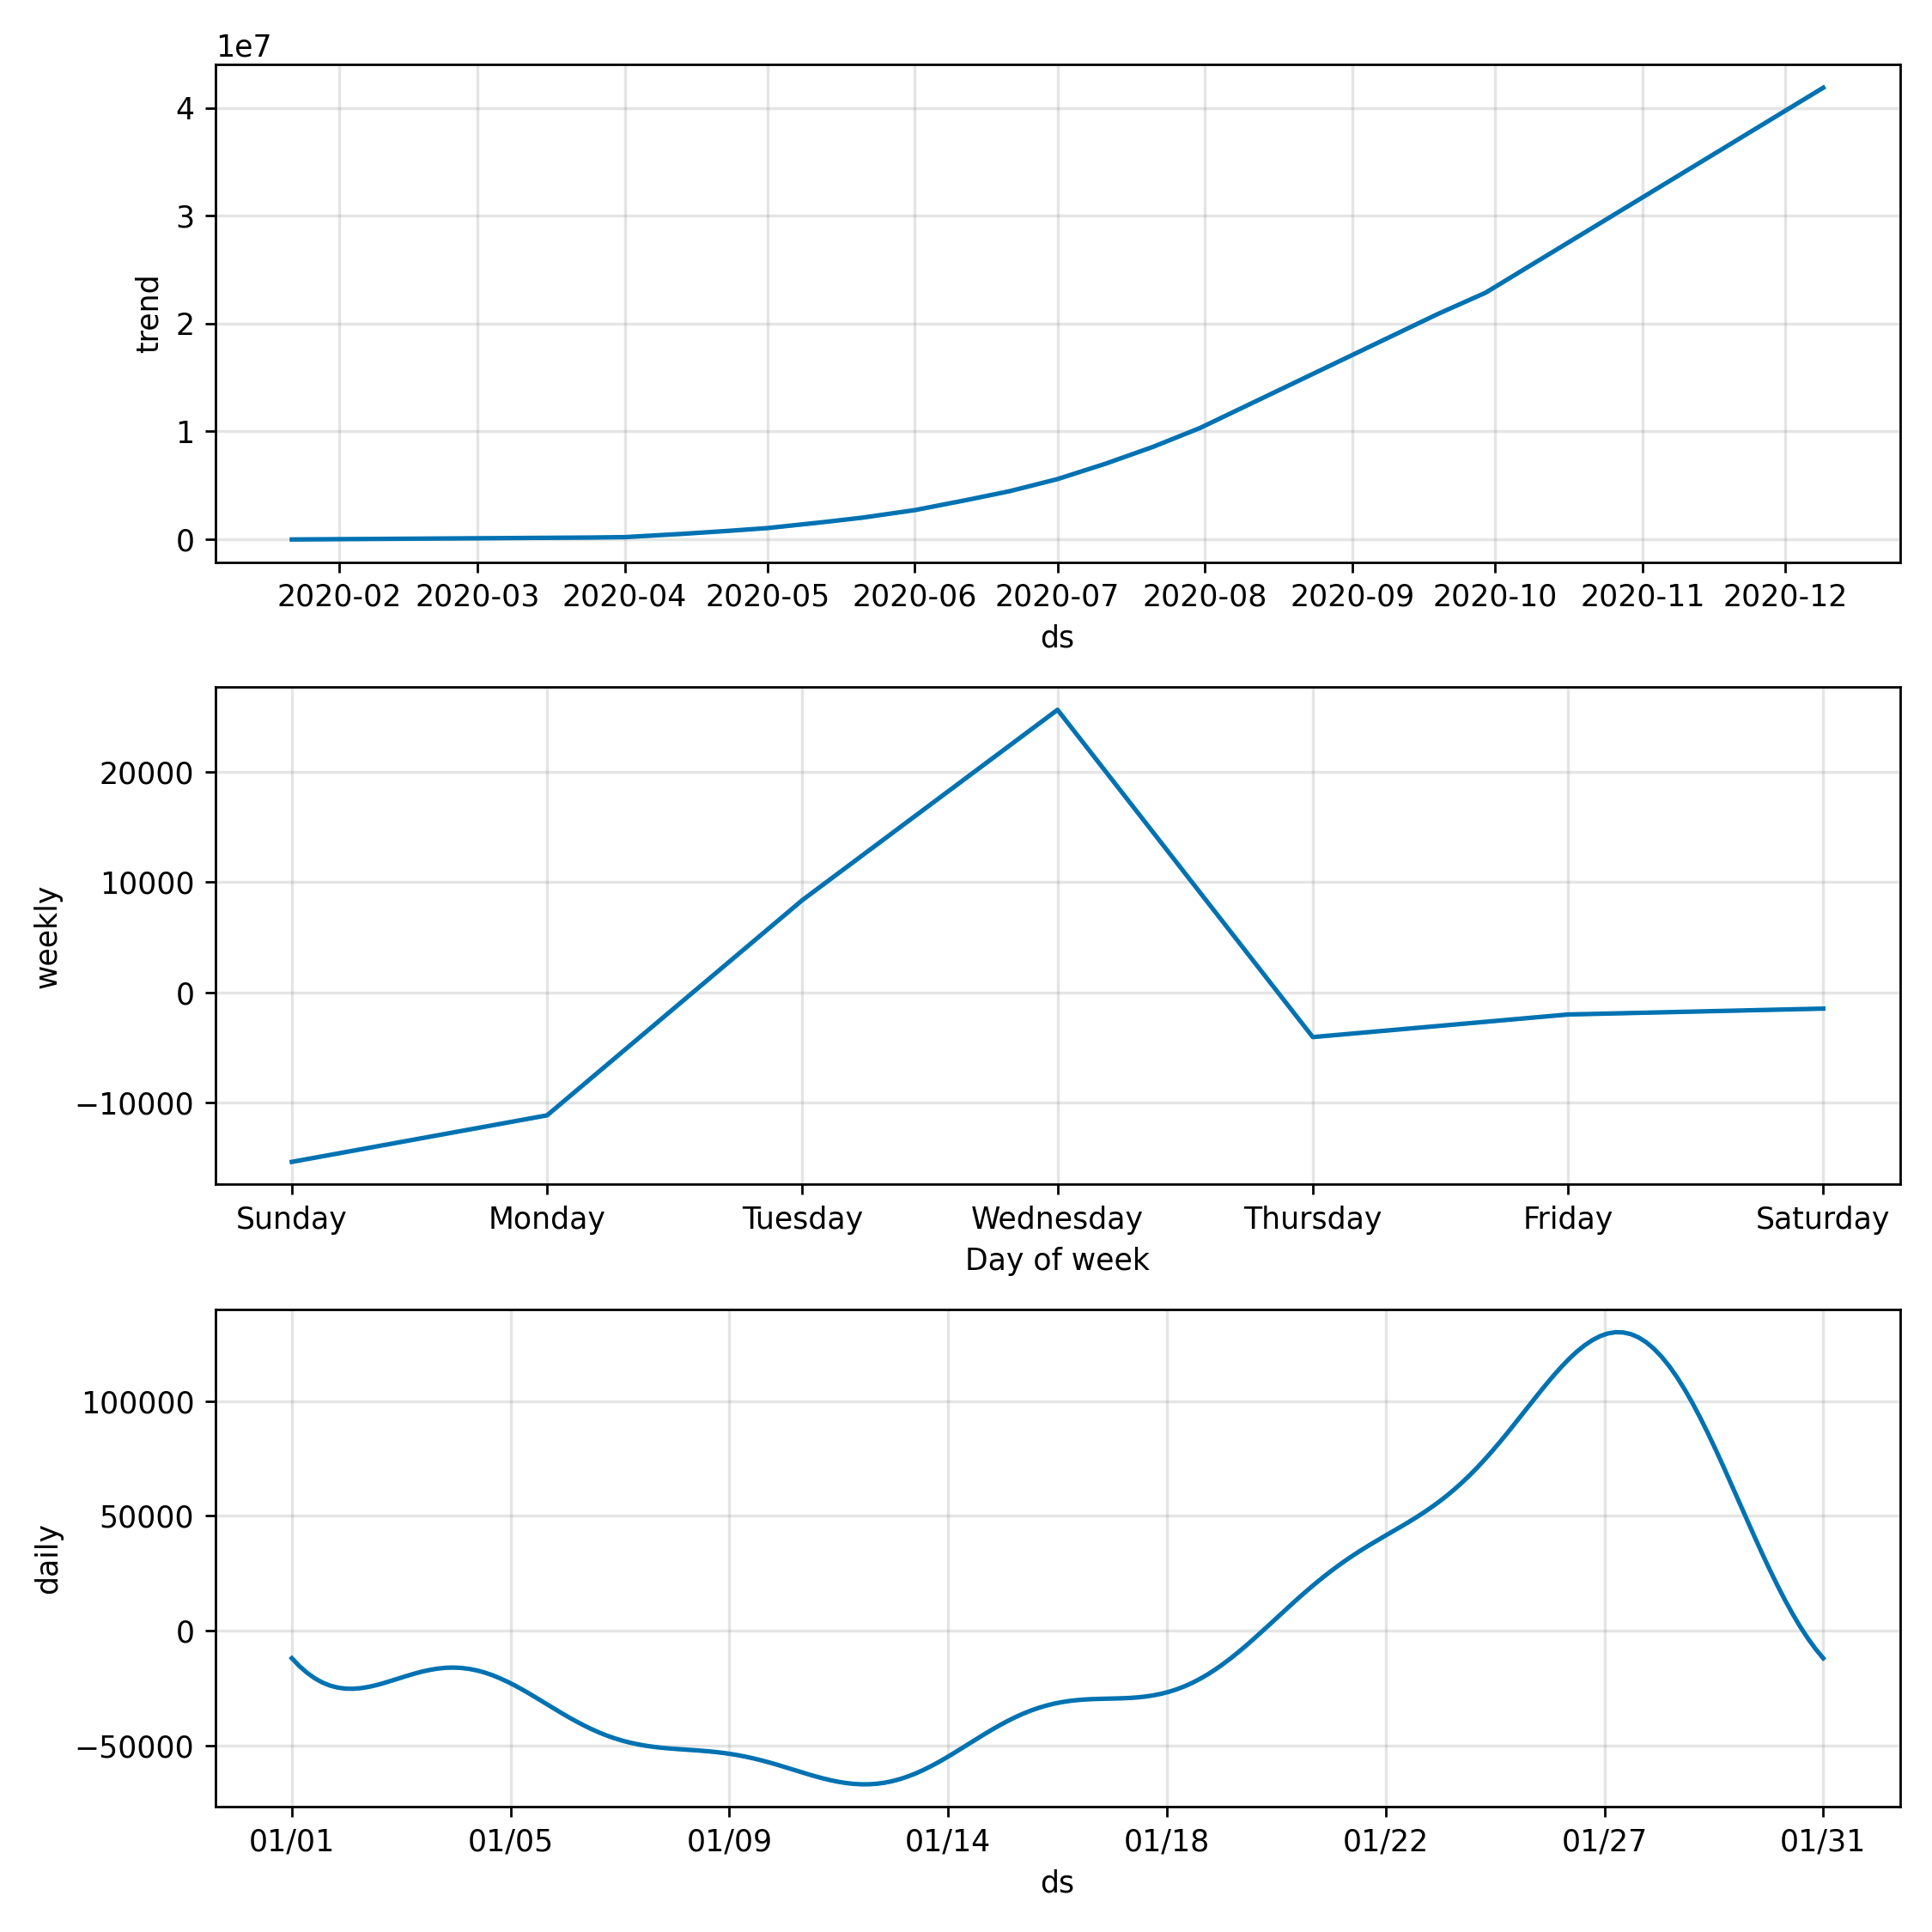 1e7
4
3
2
1
0
trend
2020-02 2020-03 2020-04 2020-05 2020-06 2020-07 2020-08 2020-09 2020-10 2020-11 2020-12
ds
20000
10000
0
−10000
weekly
Sunday Monday Tuesday Wednesday Thursday Friday Saturday
Day of week
100000
50000
0
−50000
daily
01/01 01/05 01/09 01/14 01/18 01/22 01/27 01/31
ds